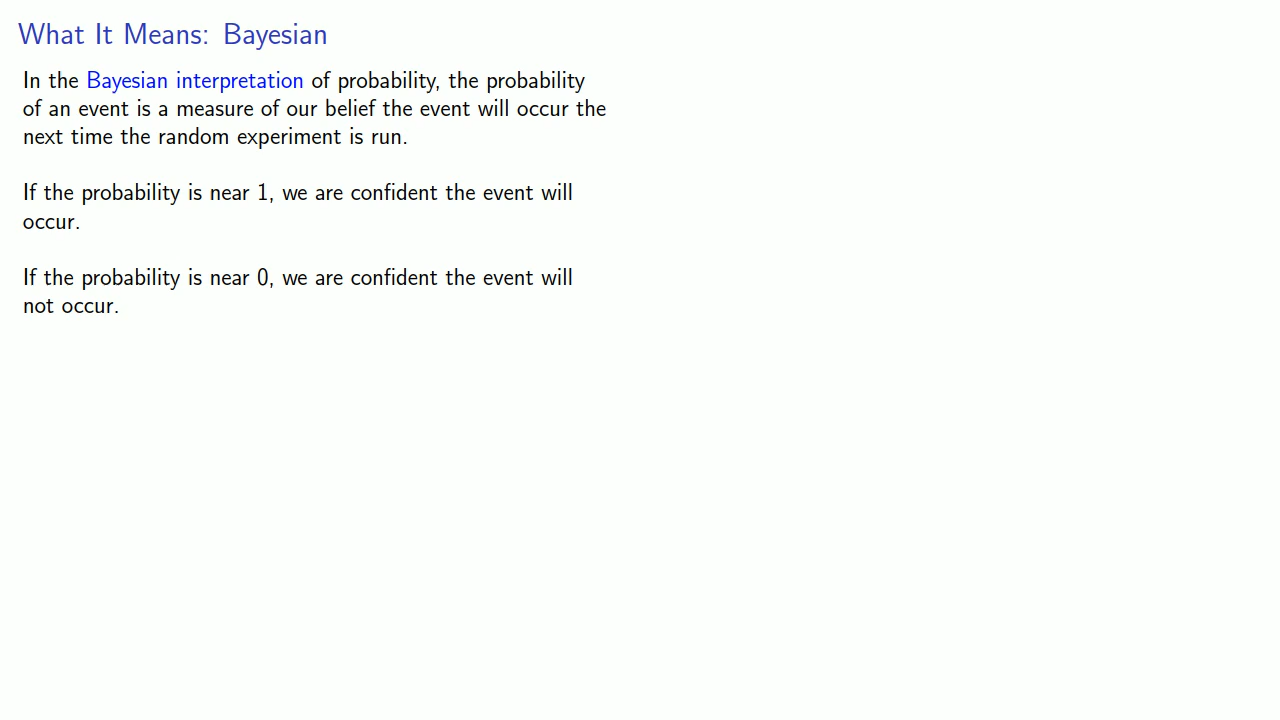 What It Means: Bayesian
In the Bayesian interpretation of probability, the probability
of an event is a measure of our belief the event will occur the
next time the random experiment is run.
If the probability is near 1, we are confident the event will
occur.
If the probability is near 0, we are confident the event will
not occur.